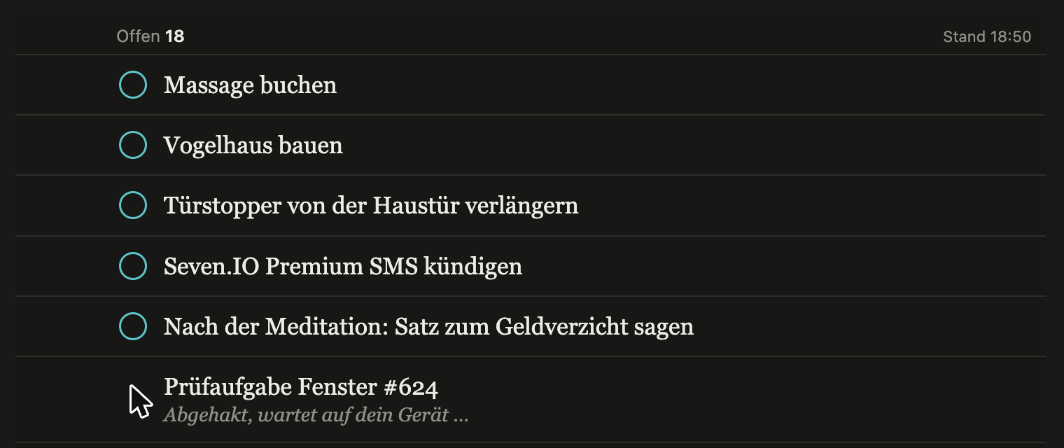 Offen 18
Stand 18:50
Massage buchen
Vogelhaus bauen
Türstopper von der Haustür verlängern
Seven.IO Premium SMS kündigen
Nach der Meditation: Satz zum Geldverzicht sagen
Prüfaufgabe Fenster #624
Abgehakt, wartet auf dein Gerät ...